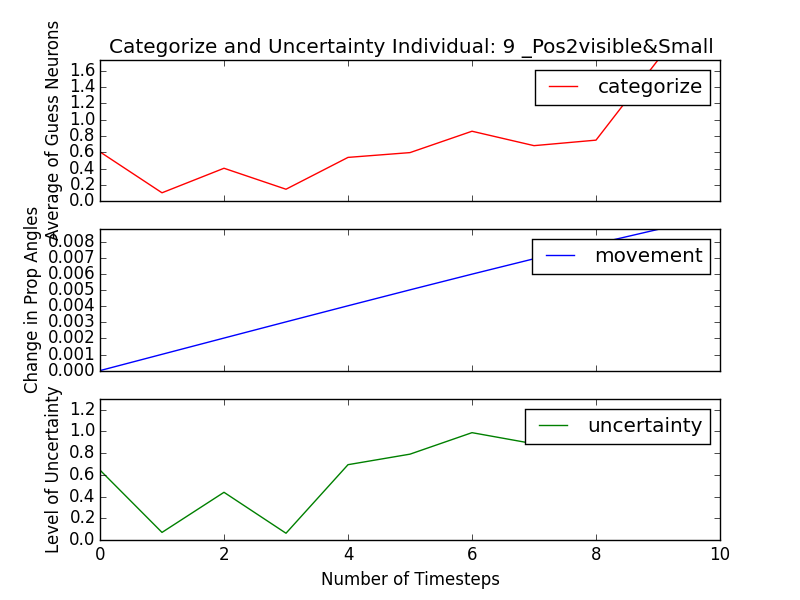 Categorize and Uncertainty Individual: 9 _Pos2visible&Small
Average of Guess Neurons
1.6
1.4
1.2
1.0
0.8
0.6
0.4
0.2
0.0
categorize
Change in Prop Angles
0.008
0.007
0.006
0.005
0.004
0.003
0.002
0.001
0.000
movement
Level of Uncertainty
1.2
1.0
0.8
0.6
0.4
0.2
0.0
uncertainty
0 2 4 6 8 10
Number of Timesteps